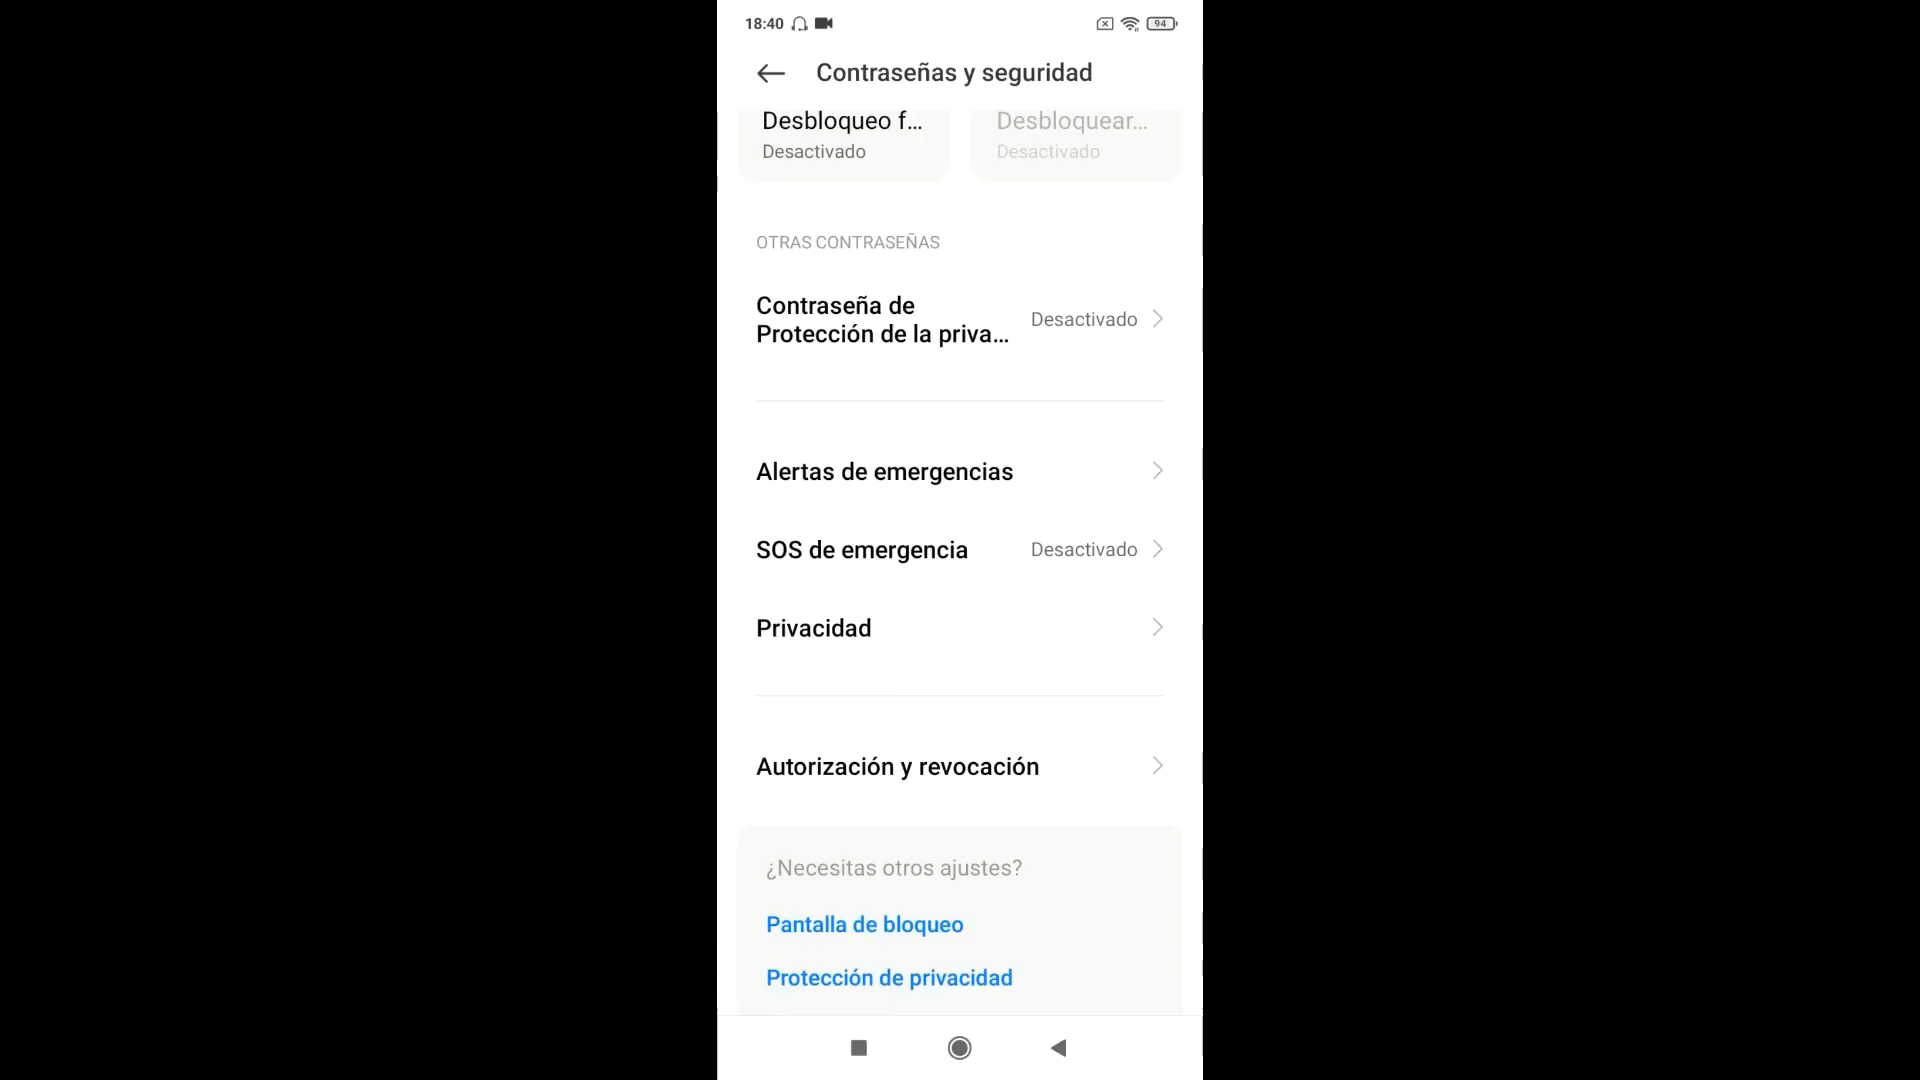 18:40
94
Contraseñas y seguridad
Desbloqueo f...
Desactivado
Desbloquear...
Desactivado
OTRAS CONTRASEÑAS
Contraseña de
Protección de la priva...
Desactivado
Alertas de emergencias
SOS de emergencia
Desactivado
Privacidad
Autorización y revocación
¿Necesitas otros ajustes?
Pantalla de bloqueo
Protección de privacidad